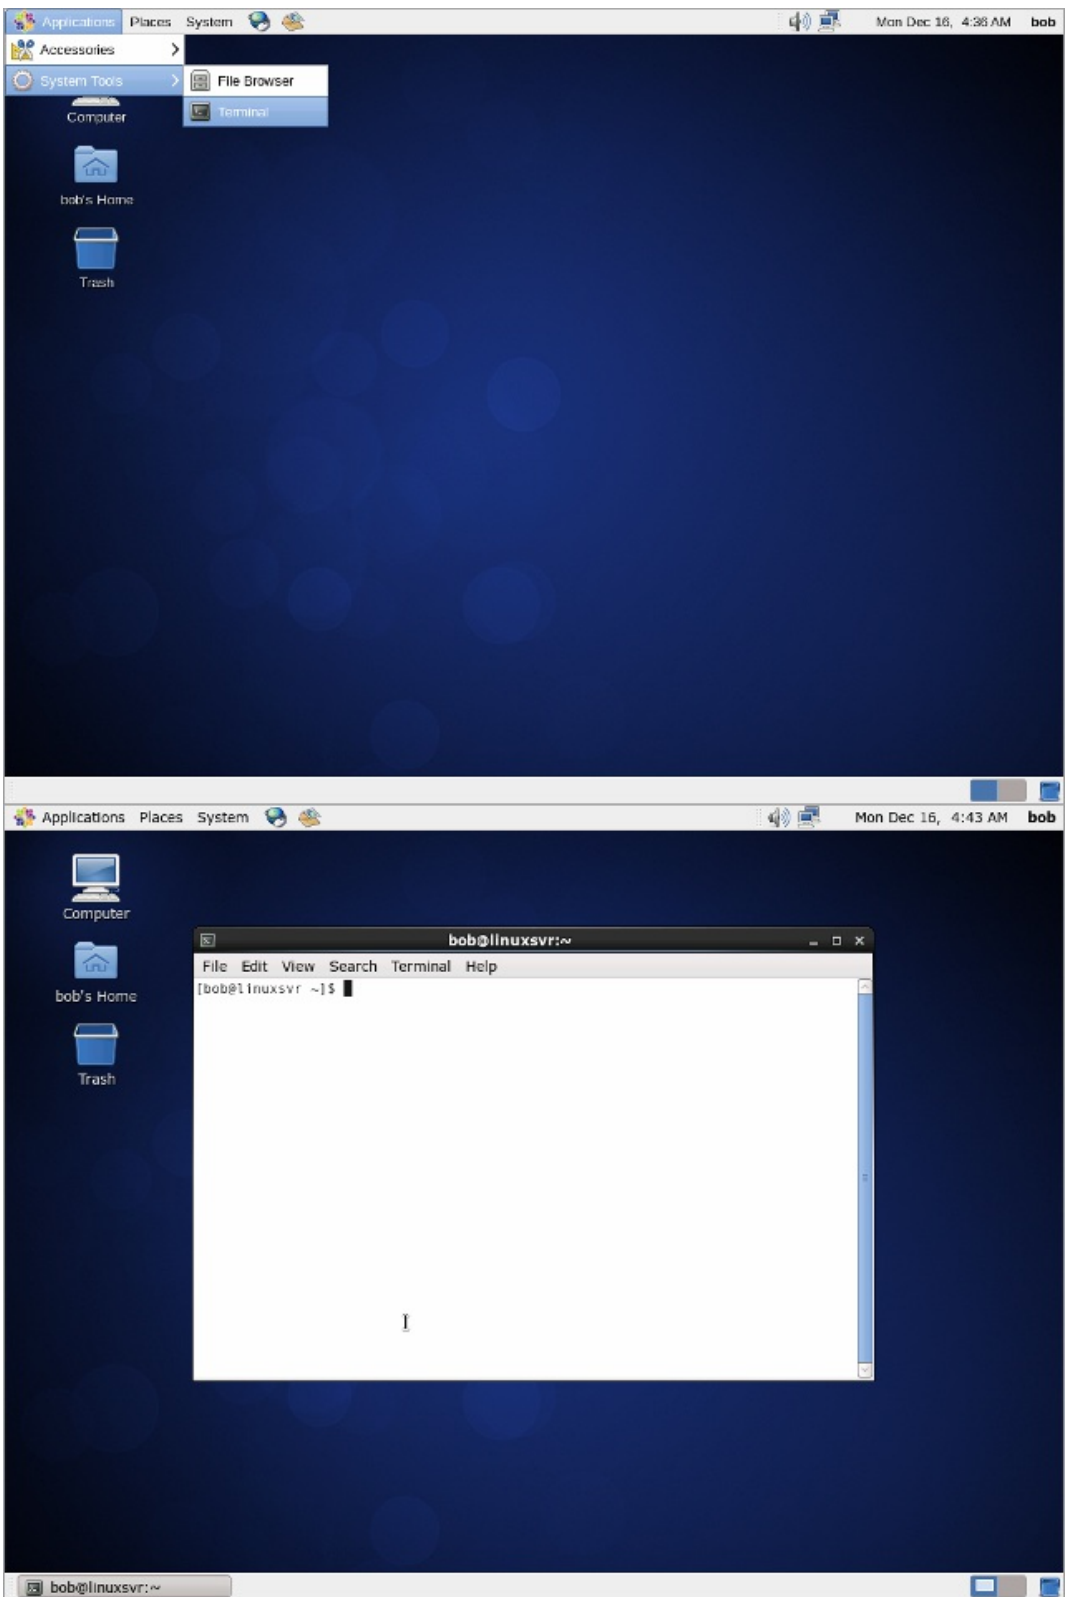 Applications Places System Mon Dec 16, 4:36 AM bob
Accessories
System Tools File Browser
Terminal
Computer
bob's Home
Trash
Applications Places System Mon Dec 16, 4:43 AM bob
Computer
bob@linuxsvr:~
File Edit View Search Terminal Help
[bob@linuxsvr ~]$
bob's Home
Trash
bob@linuxsvr:~